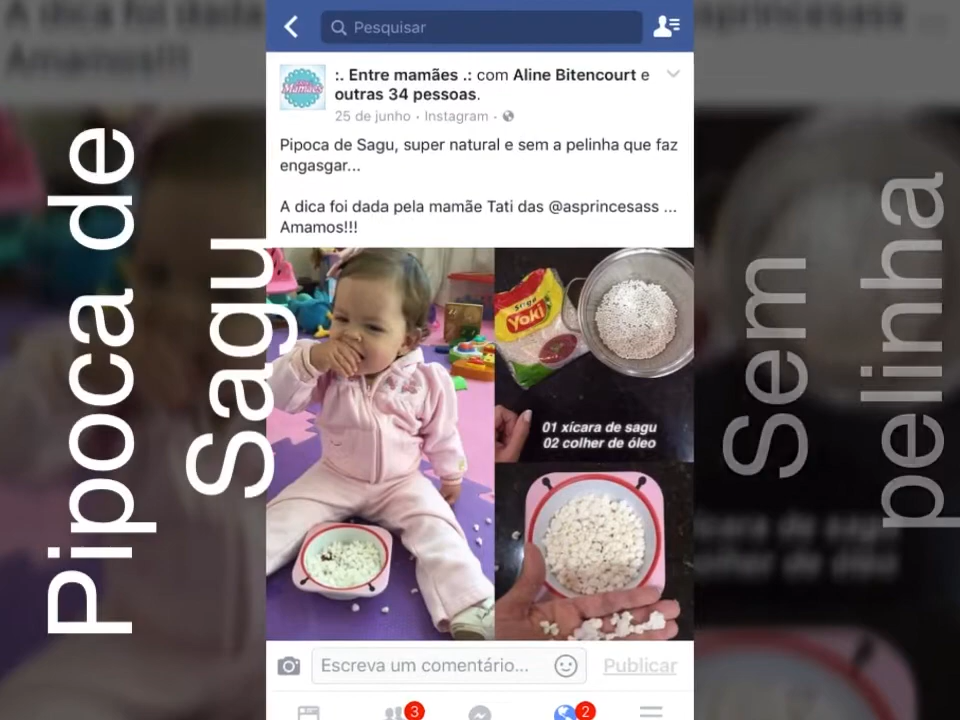 Pipoca de
Sagu
Sem
pelinha
Pesquisar
:. Entre mamães .: com Aline Bitencourt e
outras 34 pessoas.
25 de junho · Instagram ·
Pipoca de Sagu, super natural e sem a pelinha que faz
engasgar...
A dica foi dada pela mamãe Tati das @asprincesass ...
Amamos!!!
Mamães
Sagu
Yoki
01 xícara de sagu
02 colher de óleo
Escreva um comentário...
Publicar
3
2